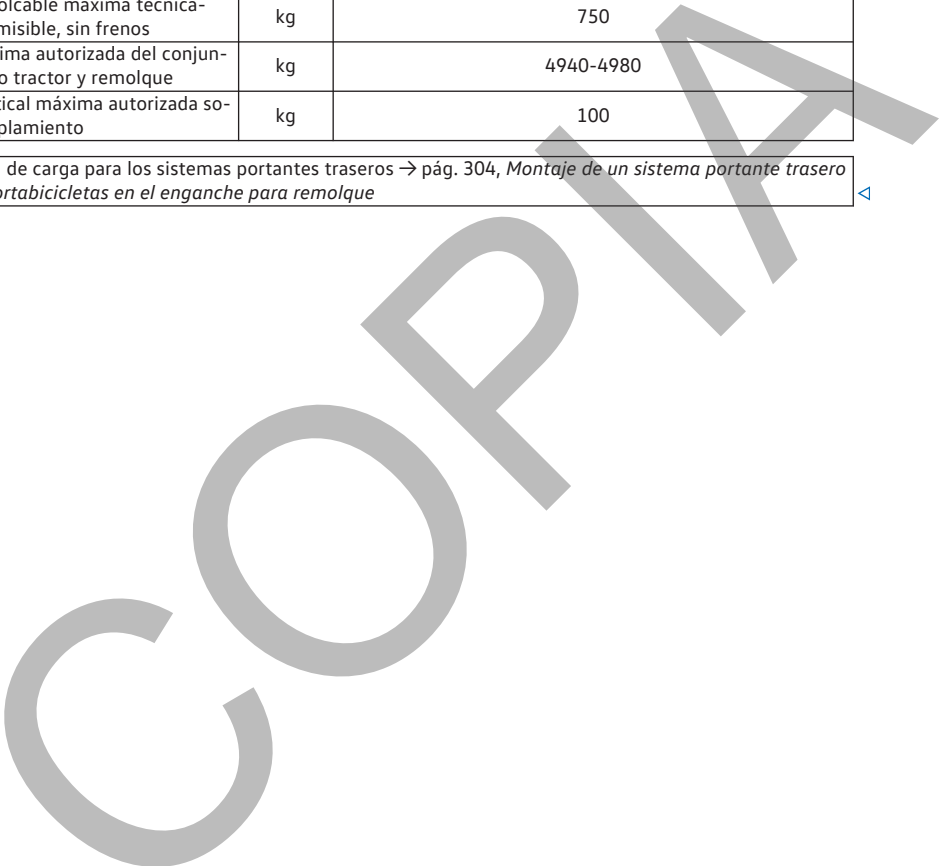 olcable máxima técnica-
misible, sin frenos
kg
750
ima autorizada del conjun-
o tractor y remolque
kg
4940-4980
tical máxima autorizada so-
plamiento
kg
100
de carga para los sistemas portantes traseros → pág. 304, Montaje de un sistema portante trasero
ortabicicletas en el enganche para remolque
COPIA